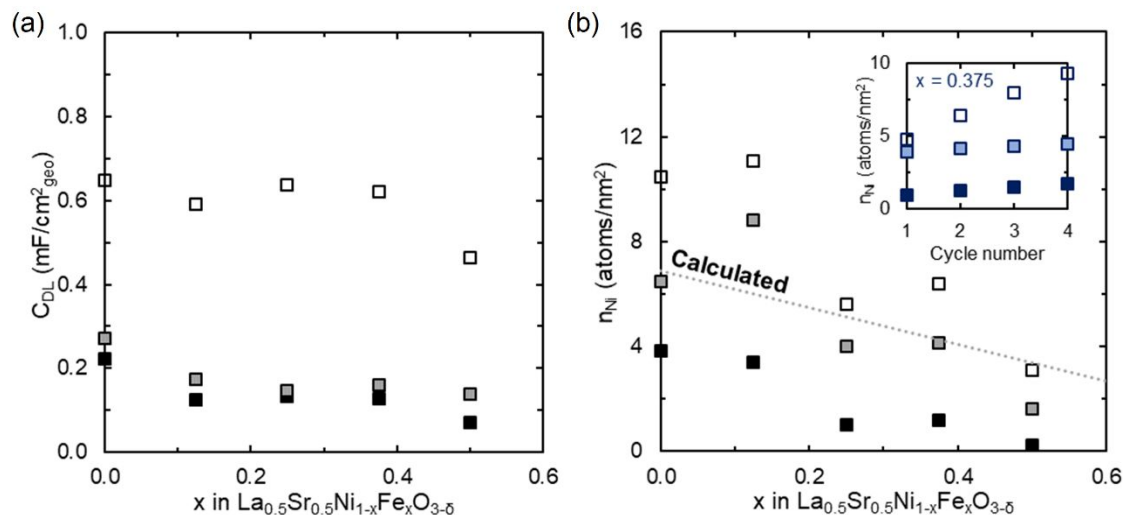 (a)
1.0
0.8
0.6
0.4
0.2
0.0
C_DL (mF/cm²_geo)
0.0
0.2
0.4
0.6
x in La₀.₅Sr₀.₅Ni₁₋ₓFeₓO₃₋δ
(b)
16
12
8
4
0
n_Ni (atoms/nm²)
Calculated
0.0
0.2
0.4
0.6
x in La₀.₅Sr₀.₅Ni₁₋ₓFeₓO₃₋δ
x = 0.375
10
5
0
n_Ni (atoms/nm²)
1
2
3
4
Cycle number